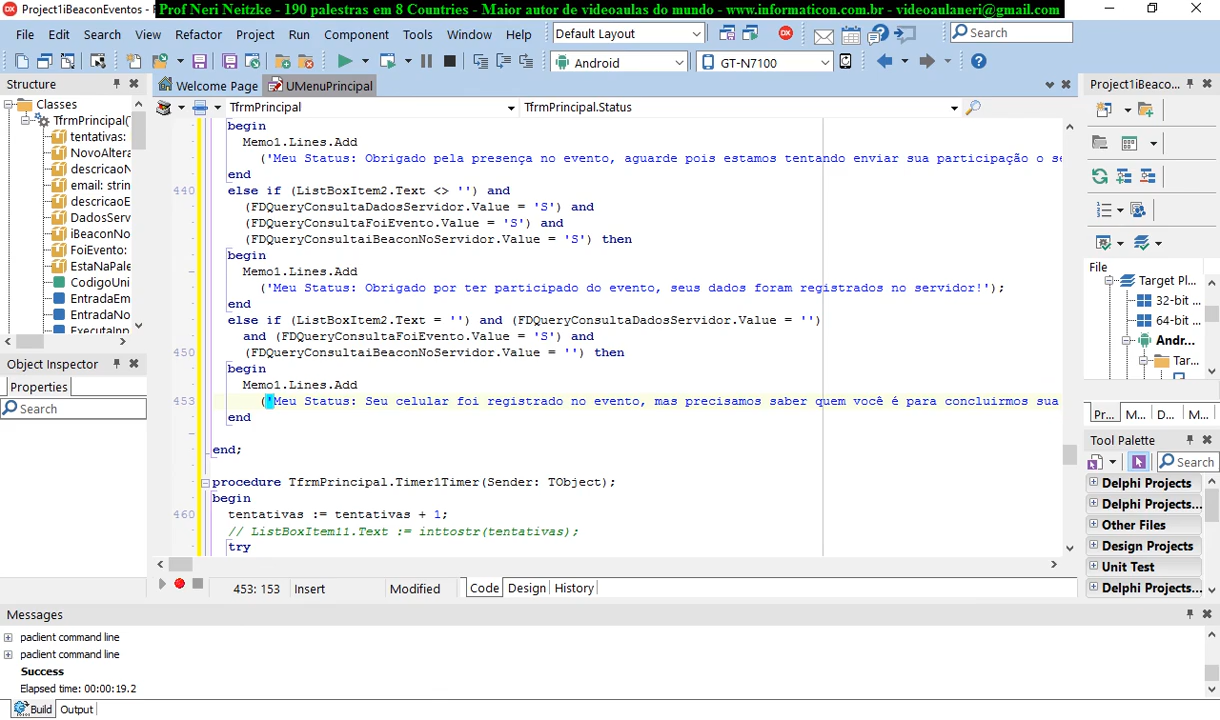 Project1iBeaconEventos -
Prof Neri Neitzke - 190 palestras em 8 Countries - Maior autor de videoaulas do mundo - www.informaticon.com.br - videoaulaneri@gmail.com
File Edit Search View Refactor Project Run Component Tools Window Help
Default Layout
Search
Android
GT-N7100
Structure
Welcome Page
UMenuPrincipal
Project1iBeaco...
Classes
TfrmPrincipal
TfrmPrincipal.Status
TfrmPrincipal(
tentativas:
NovoAltera
descricaoN
email: strin
descricaoE
DadosServ
iBeaconNo
FoiEvento:
EstaNaPale
CodigoUni
EntradaEm
EntradaNo
ExecutaInp
begin
Memo1.Lines.Add
('Meu Status: Obrigado pela presença no evento, aguarde pois estamos tentando enviar sua participação o se
end
440 else if (ListBoxItem2.Text <> '') and
(FDQueryConsultaDadosServidor.Value = 'S') and
(FDQueryConsultaFoiEvento.Value = 'S') and
(FDQueryConsultaiBeaconNoServidor.Value = 'S') then
begin
Memo1.Lines.Add
('Meu Status: Obrigado por ter participado do evento, seus dados foram registrados no servidor!');
end
else if (ListBoxItem2.Text = '') and (FDQueryConsultaDadosServidor.Value = '')
and (FDQueryConsultaFoiEvento.Value = 'S') and
450 (FDQueryConsultaiBeaconNoServidor.Value = '') then
begin
Memo1.Lines.Add
453 ('Meu Status: Seu celular foi registrado no evento, mas precisamos saber quem você é para concluirmos sua
end
end;
procedure TfrmPrincipal.Timer1Timer(Sender: TObject);
begin
460 tentativas := tentativas + 1;
// ListBoxItem11.Text := inttostr(tentativas);
try
Object Inspector
Properties
Search
File
Target Pl...
32-bit ...
64-bit ...
Andr...
Tar...
Pr... M... D... M...
Tool Palette
Search
Delphi Projects
Delphi Projects...
Other Files
Design Projects
Unit Test
Delphi Projects...
453: 153 Insert Modified Code Design History
Messages
paclient command line
paclient command line
Success
Elapsed time: 00:00:19.2
Build Output